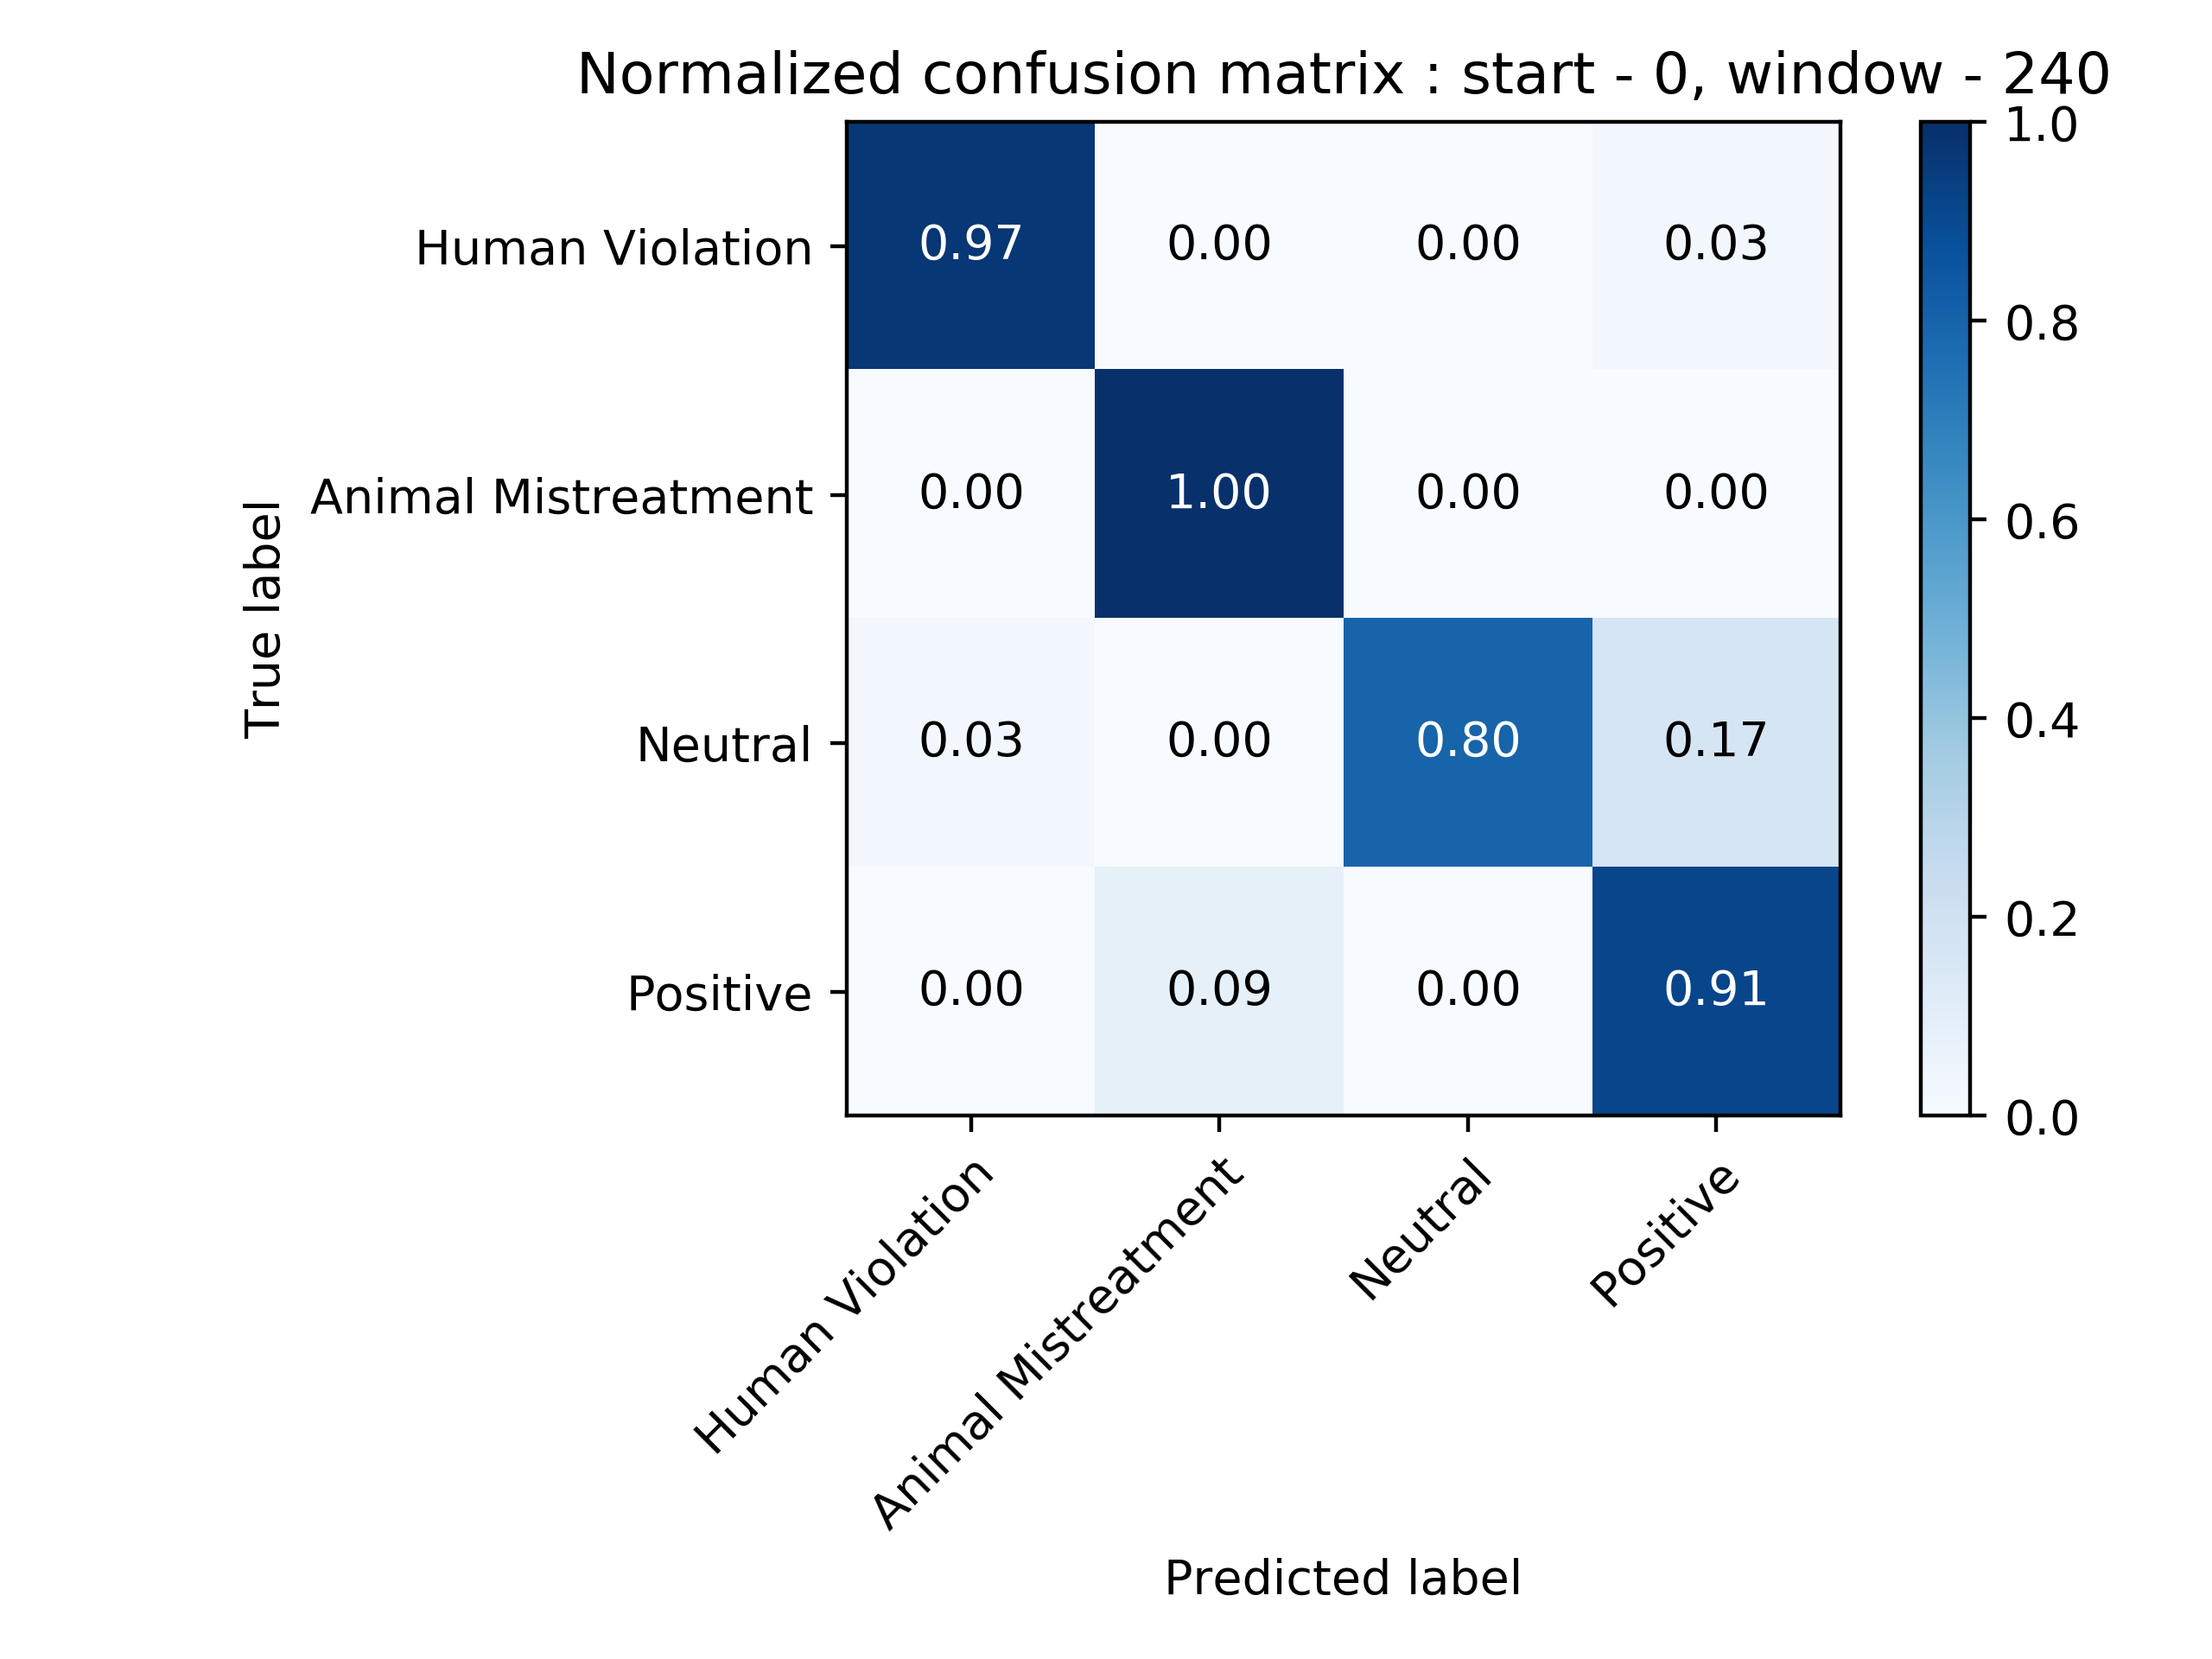 Normalized confusion matrix : start - 0, window - 240
Human Violation 0.97 0.00 0.00 0.03
Animal Mistreatment 0.00 1.00 0.00 0.00
Neutral 0.03 0.00 0.80 0.17
Positive 0.00 0.09 0.00 0.91
True label
Human Violation
Animal Mistreatment
Neutral
Positive
Predicted label
1.0
0.8
0.6
0.4
0.2
0.0